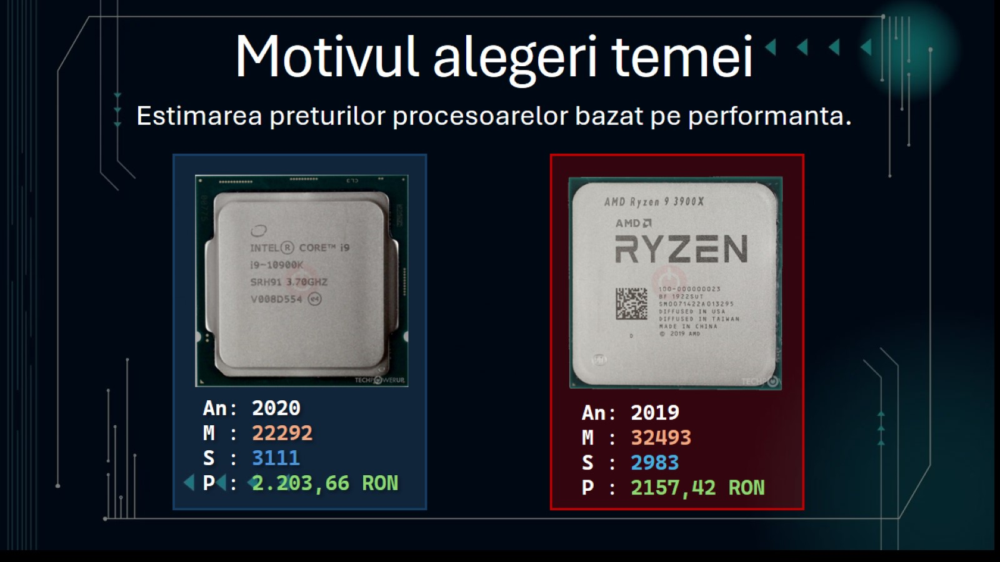 Motivul alegeri temei
Estimarea preturilor procesoarelor bazat pe performanta.
INTEL® CORE™ i9
i9-10900K
SRH91 3.70GHZ
V008D554 e4
TECHPOWERUP
An: 2020
M : 22292
S : 3111
P : 2.203,66 RON
AMD Ryzen 9 3900X
AMD
RYZEN
100-000000023
BF 1922SUT
SM0071422A013295
DIFFUSED IN USA
DIFFUSED IN TAIWAN
MADE IN CHINA
© 2019 AMD
D
An: 2019
M : 32493
S : 2983
P : 2157,42 RON